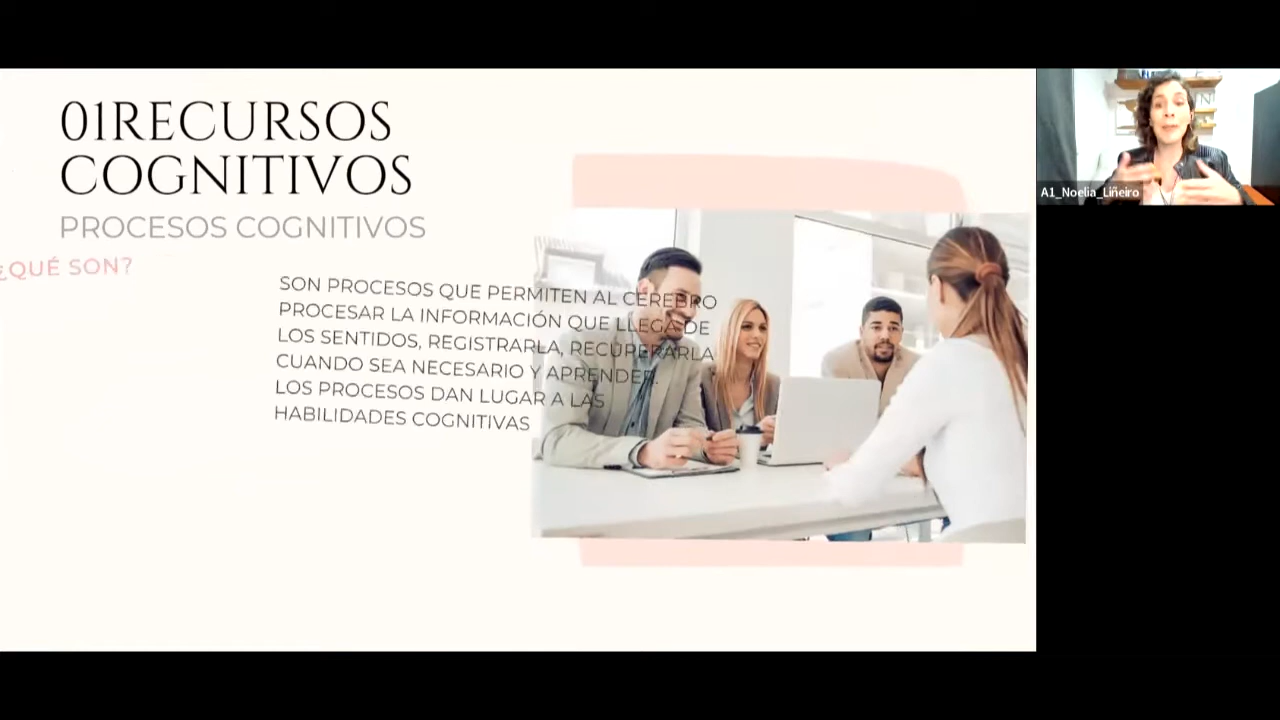 01RECURSOS
COGNITIVOS
PROCESOS COGNITIVOS
¿QUÉ SON?
SON PROCESOS QUE PERMITEN AL CEREBRO
PROCESAR LA INFORMACIÓN QUE LLEGA DE
LOS SENTIDOS, REGISTRARLA, RECUPERARLA
CUANDO SEA NECESARIO Y APRENDER.
LOS PROCESOS DAN LUGAR A LAS
HABILIDADES COGNITIVAS
A1_Noelia_Liñeiro